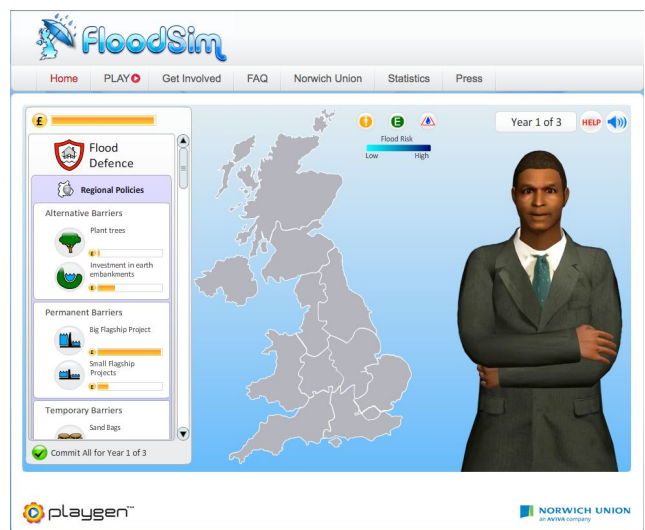 FloodSim
Home PLAY Get Involved FAQ Norwich Union Statistics Press
£
Flood
Defence
Regional Policies
Alternative Barriers
Plant trees
£
Investment in earth
embankments
£
Permanent Barriers
Big Flagship Project
£
Small Flagship
Projects
£
Temporary Barriers
Sand Bags
Commit All for Year 1 of 3
E
Flood Risk
Low High
Year 1 of 3 HELP
playgen™
NORWICH UNION
an AVIVA company